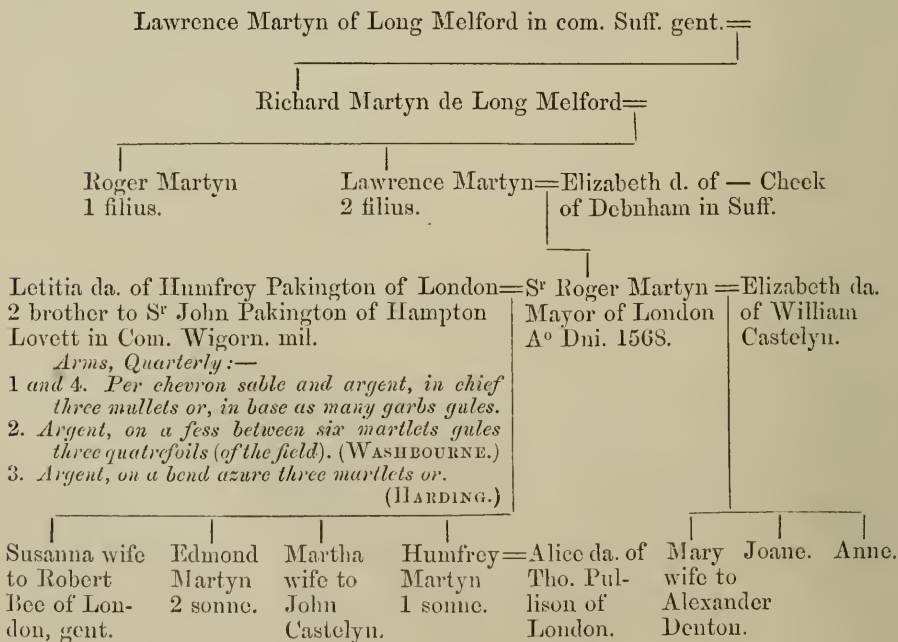 Lawrence Martyn of Long Melford in com. Suff. gent.=
Richard Martyn de Long Melford=
Roger Martyn
1 filius.
Lawrence Martyn=Elizabeth d. of — Cheek
2 filius.
of Debnham in Suff.
Letitia da. of Humfrey Pakington of London=Sʳ Roger Martyn=Elizabeth da.
2 brother to Sʳ John Pakington of Hampton
Lovett in Com. Wigorn. mil.
Mayor of London
Aº Dni. 1568.
of William
Castelyn.
Arms, Quarterly:—
1 and 4. Per chevron sable and argent, in chief
three mullets or, in base as many garbs gules.
2. Argent, on a fess between six martlets gules
three quatrefoils (of the field). (WASHBOURNE.)
3. Argent, on a bend azure three martlets or.
(HARDING.)
Susanna wife
to Robert
Bee of Lon-
don, gent.
Edmond
Martyn
2 sonne.
Martha
wife to
John
Castelyn.
Humfrey=Alice da. of
Martyn
1 sonne.
Tho. Pul-
lison of
London.
Mary
wife to
Alexander
Denton.
Joane.
Anne.